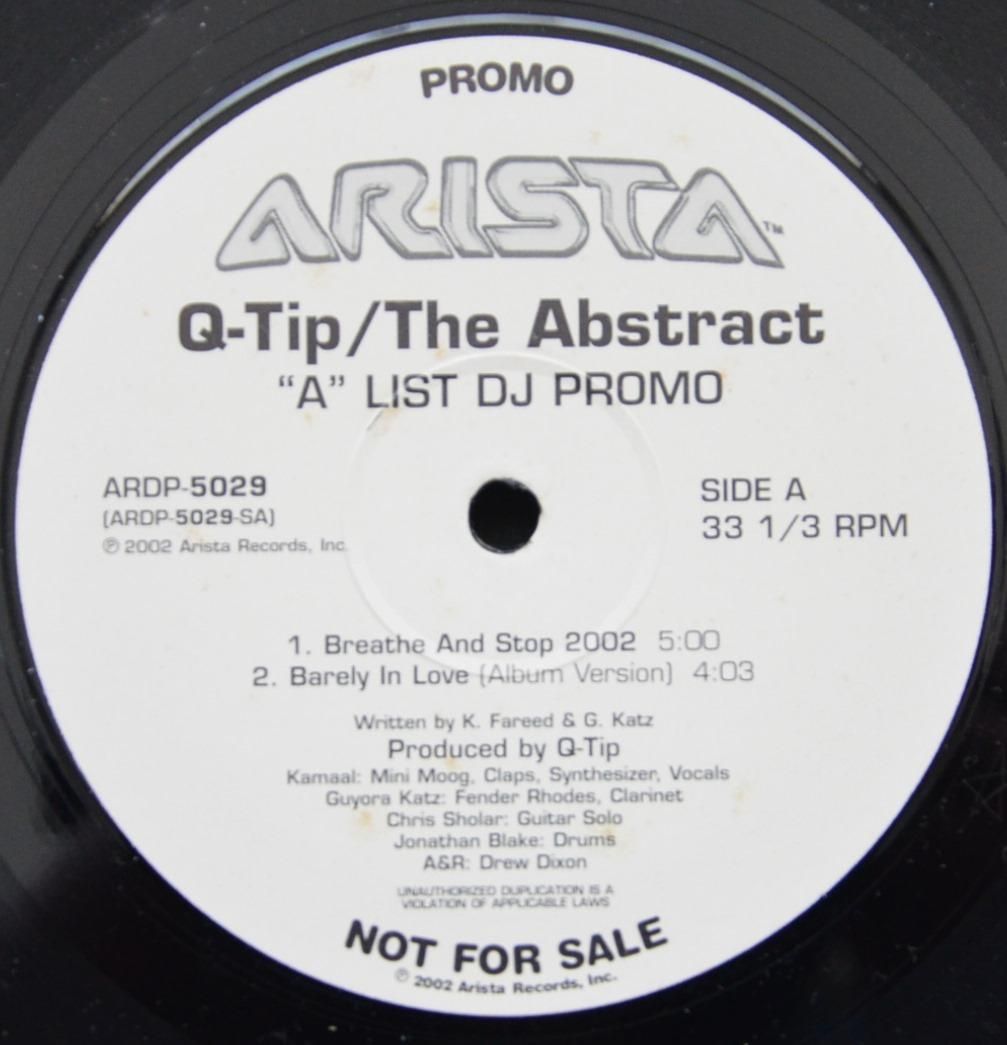 PROMO
ARISTA™
Q-Tip/The Abstract
“A” LIST DJ PROMO
ARDP-5029
(ARDP-5029-SA)
℗ 2002 Arista Records, Inc.
SIDE A
33 1/3 RPM
1. Breathe And Stop 2002 5:00
2. Barely In Love (Album Version) 4:03
Written by K. Fareed & G. Katz
Produced by Q-Tip
Kamaal: Mini Moog, Claps, Synthesizer, Vocals
Guyora Katz: Fender Rhodes, Clarinet
Chris Sholar: Guitar Solo
Jonathan Blake: Drums
A&R: Drew Dixon
UNAUTHORIZED DUPLICATION IS A
VIOLATION OF APPLICABLE LAWS
NOT FOR SALE
℗ 2002 Arista Records, Inc.